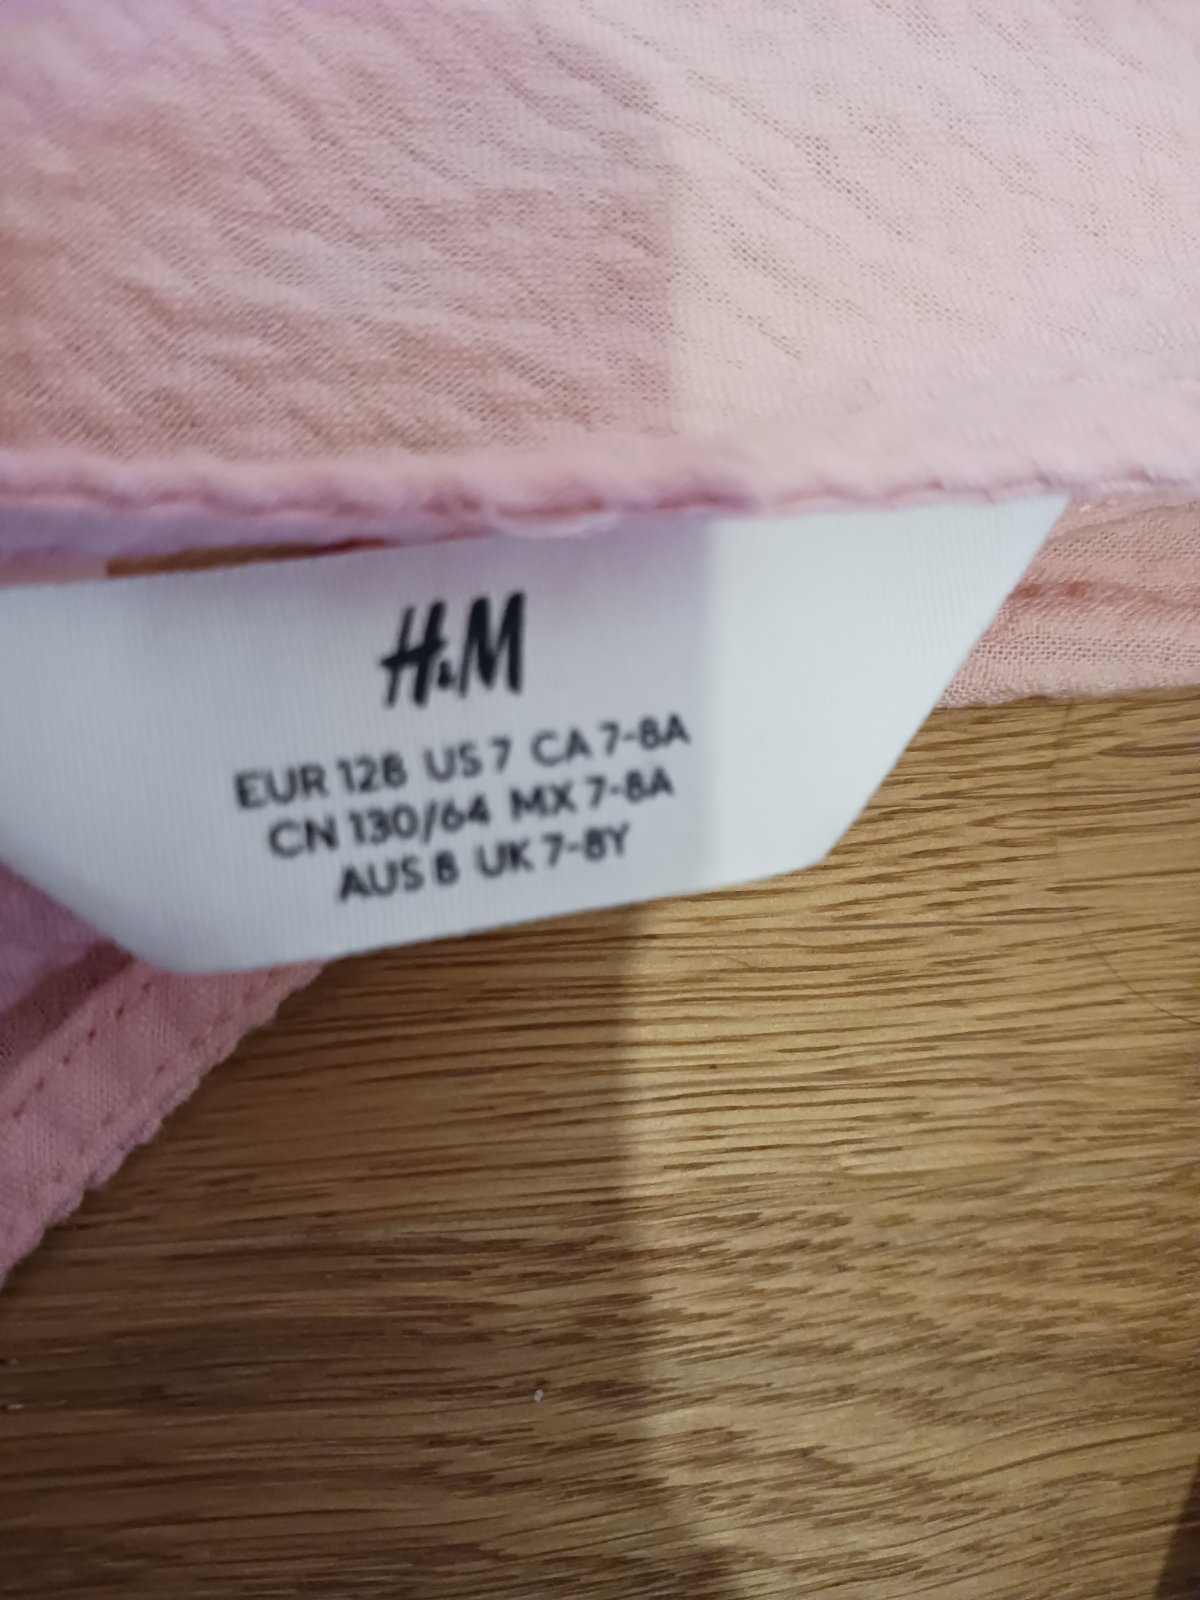 H&M
EUR 128 US 7 CA 7-8A
CN 130/64 MX 7-8A
AUS 8 UK 7-8Y